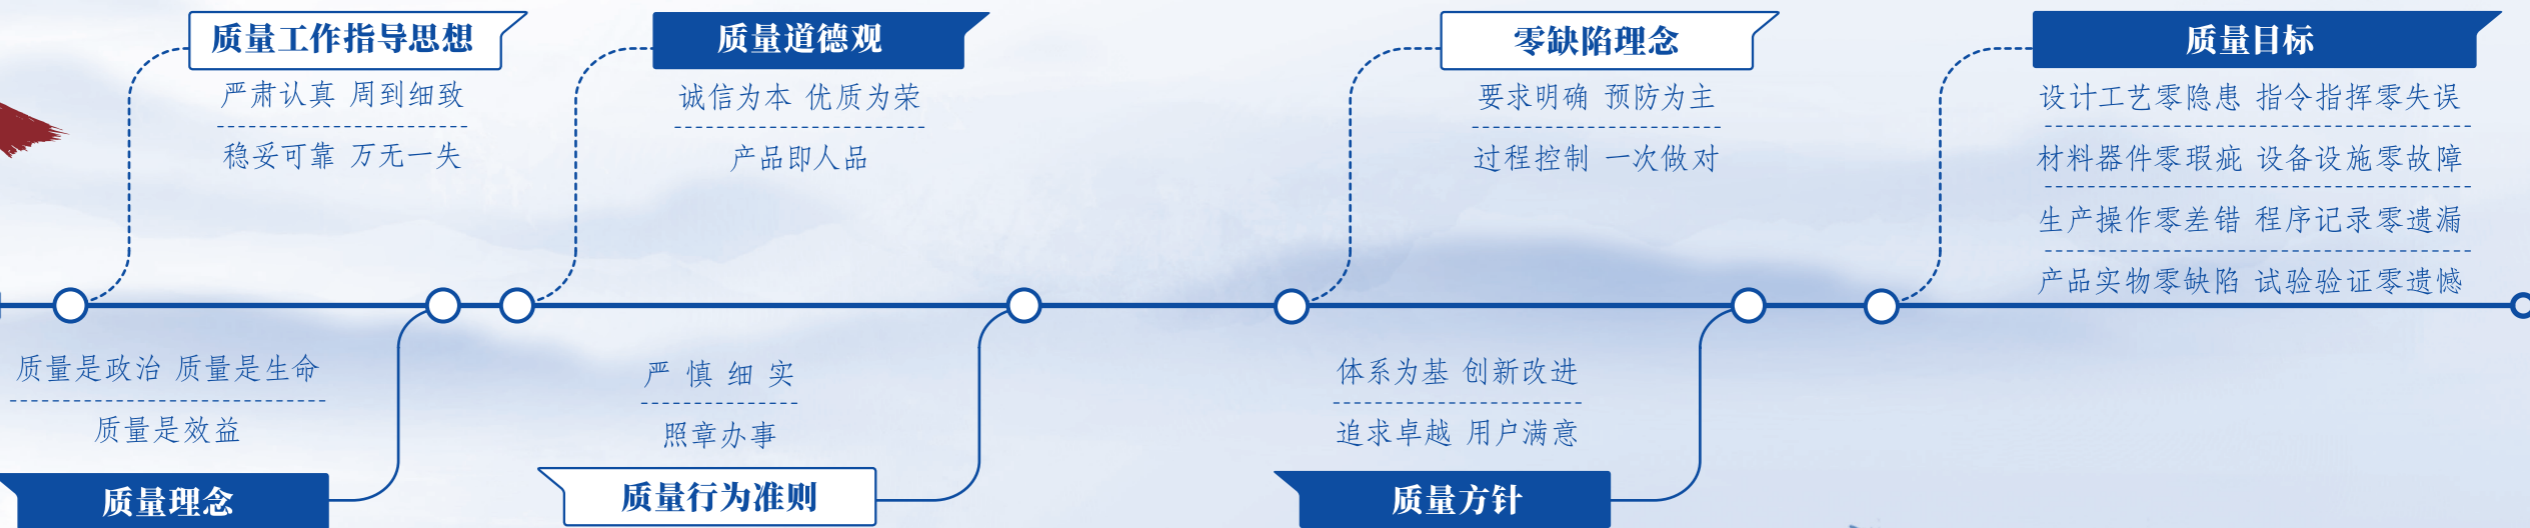 质量工作指导思想
严肃认真 周到细致
稳妥可靠 万无一失
质量道德观
诚信为本 优质为荣
产品即人品
零缺陷理念
要求明确 预防为主
过程控制 一次做对
质量目标
设计工艺零隐患 指令指挥零失误
材料器件零瑕疵 设备设施零故障
生产操作零差错 程序记录零遗漏
产品实物零缺陷 试验验证零遗憾
质量是政治 质量是生命
质量是效益
质量理念
严 慎 细 实
照章办事
质量行为准则
体系为基 创新改进
追求卓越 用户满意
质量方针